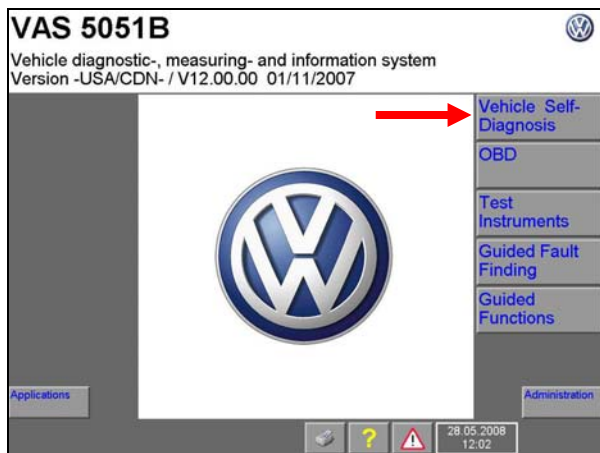 VAS 5051B
Vehicle diagnostic-, measuring- and information system
Version -USA/CDN- / V12.00.00 01/11/2007
Vehicle Self-
Diagnosis
OBD
Test
Instruments
Guided Fault
Finding
Guided
Functions
Applications
Administration
?
28.05.2008
12:02